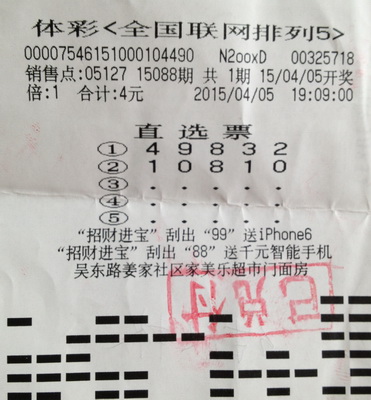 体彩<全国联网排列5>
000075461510001044490 N2ooxD 00325718
销售点:05127 15088期 共 1期 15/04/05开奖
倍:1 合计:4元 2015/04/05 19:09:00
直选票
① 4 9 8 3 2
② 1 0 8 1 0
③ . . . . .
④ . . . . .
⑤ . . . . .
“招财进宝”刮出“99”送iPhone6
“招财进宝”刮出“88”送千元智能手机
吴东路姜家社区家美乐超市门面房
已兑付